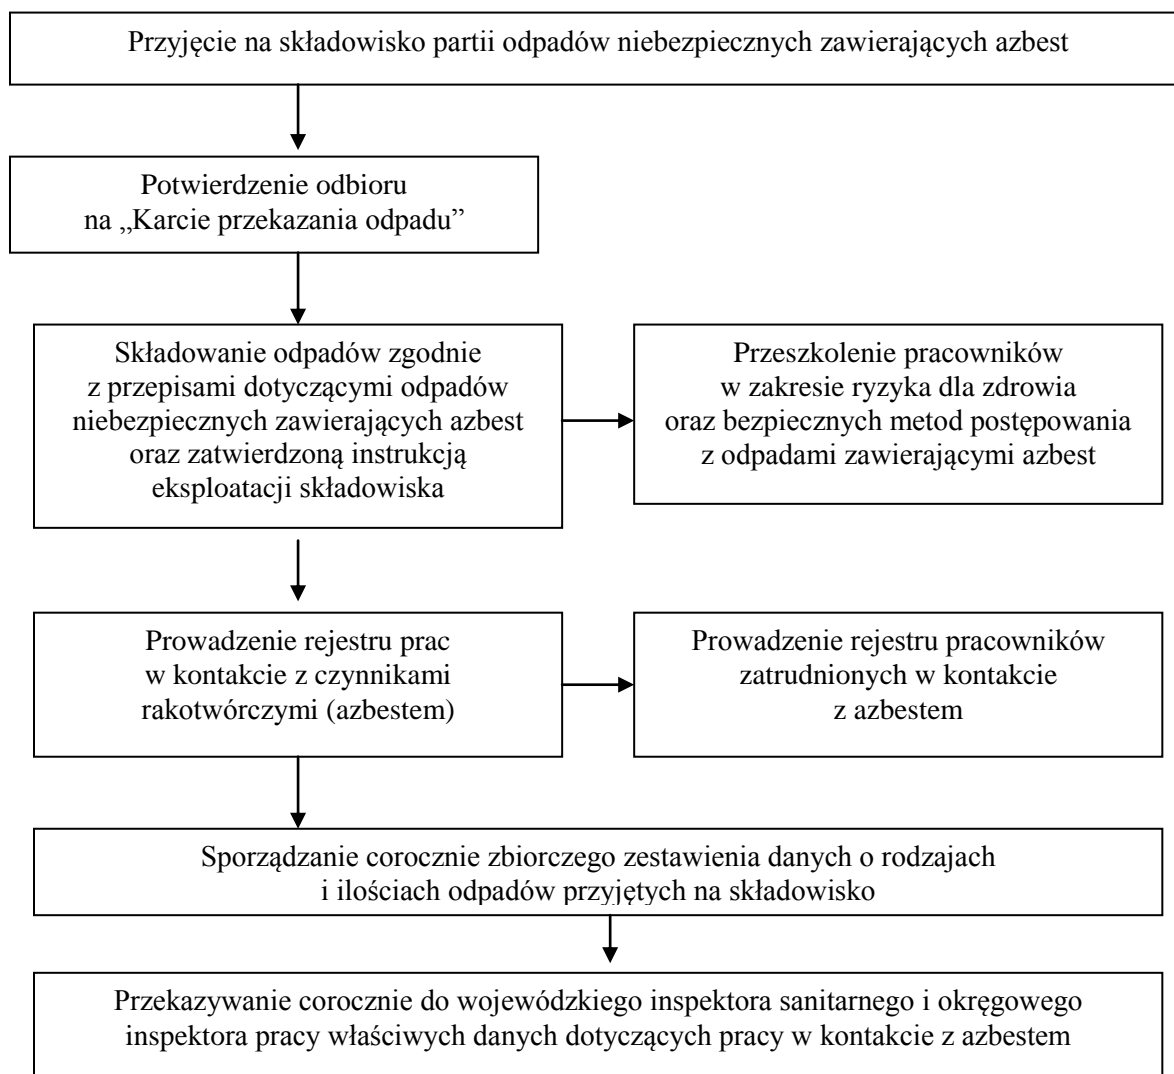 Przyjęcie na składowisko partii odpadów niebezpiecznych zawierających azbest
Potwierdzenie odbioru
na „Karcie przekazania odpadu”
Składowanie odpadów zgodnie
z przepisami dotyczącymi odpadów
niebezpiecznych zawierających azbest
oraz zatwierdzoną instrukcją
eksploatacji składowiska
Przeszkolenie pracowników
w zakresie ryzyka dla zdrowia
oraz bezpiecznych metod postępowania
z odpadami zawierającymi azbest
Prowadzenie rejestru prac
w kontakcie z czynnikami
rakotwórczymi (azbestem)
Prowadzenie rejestru pracowników
zatrudnionych w kontakcie
z azbestem
Sporządzanie corocznie zbiorczego zestawienia danych o rodzajach
i ilościach odpadów przyjętych na składowisko
Przekazywanie corocznie do wojewódzkiego inspektora sanitarnego i okręgowego
inspektora pracy właściwych danych dotyczących pracy w kontakcie z azbestem